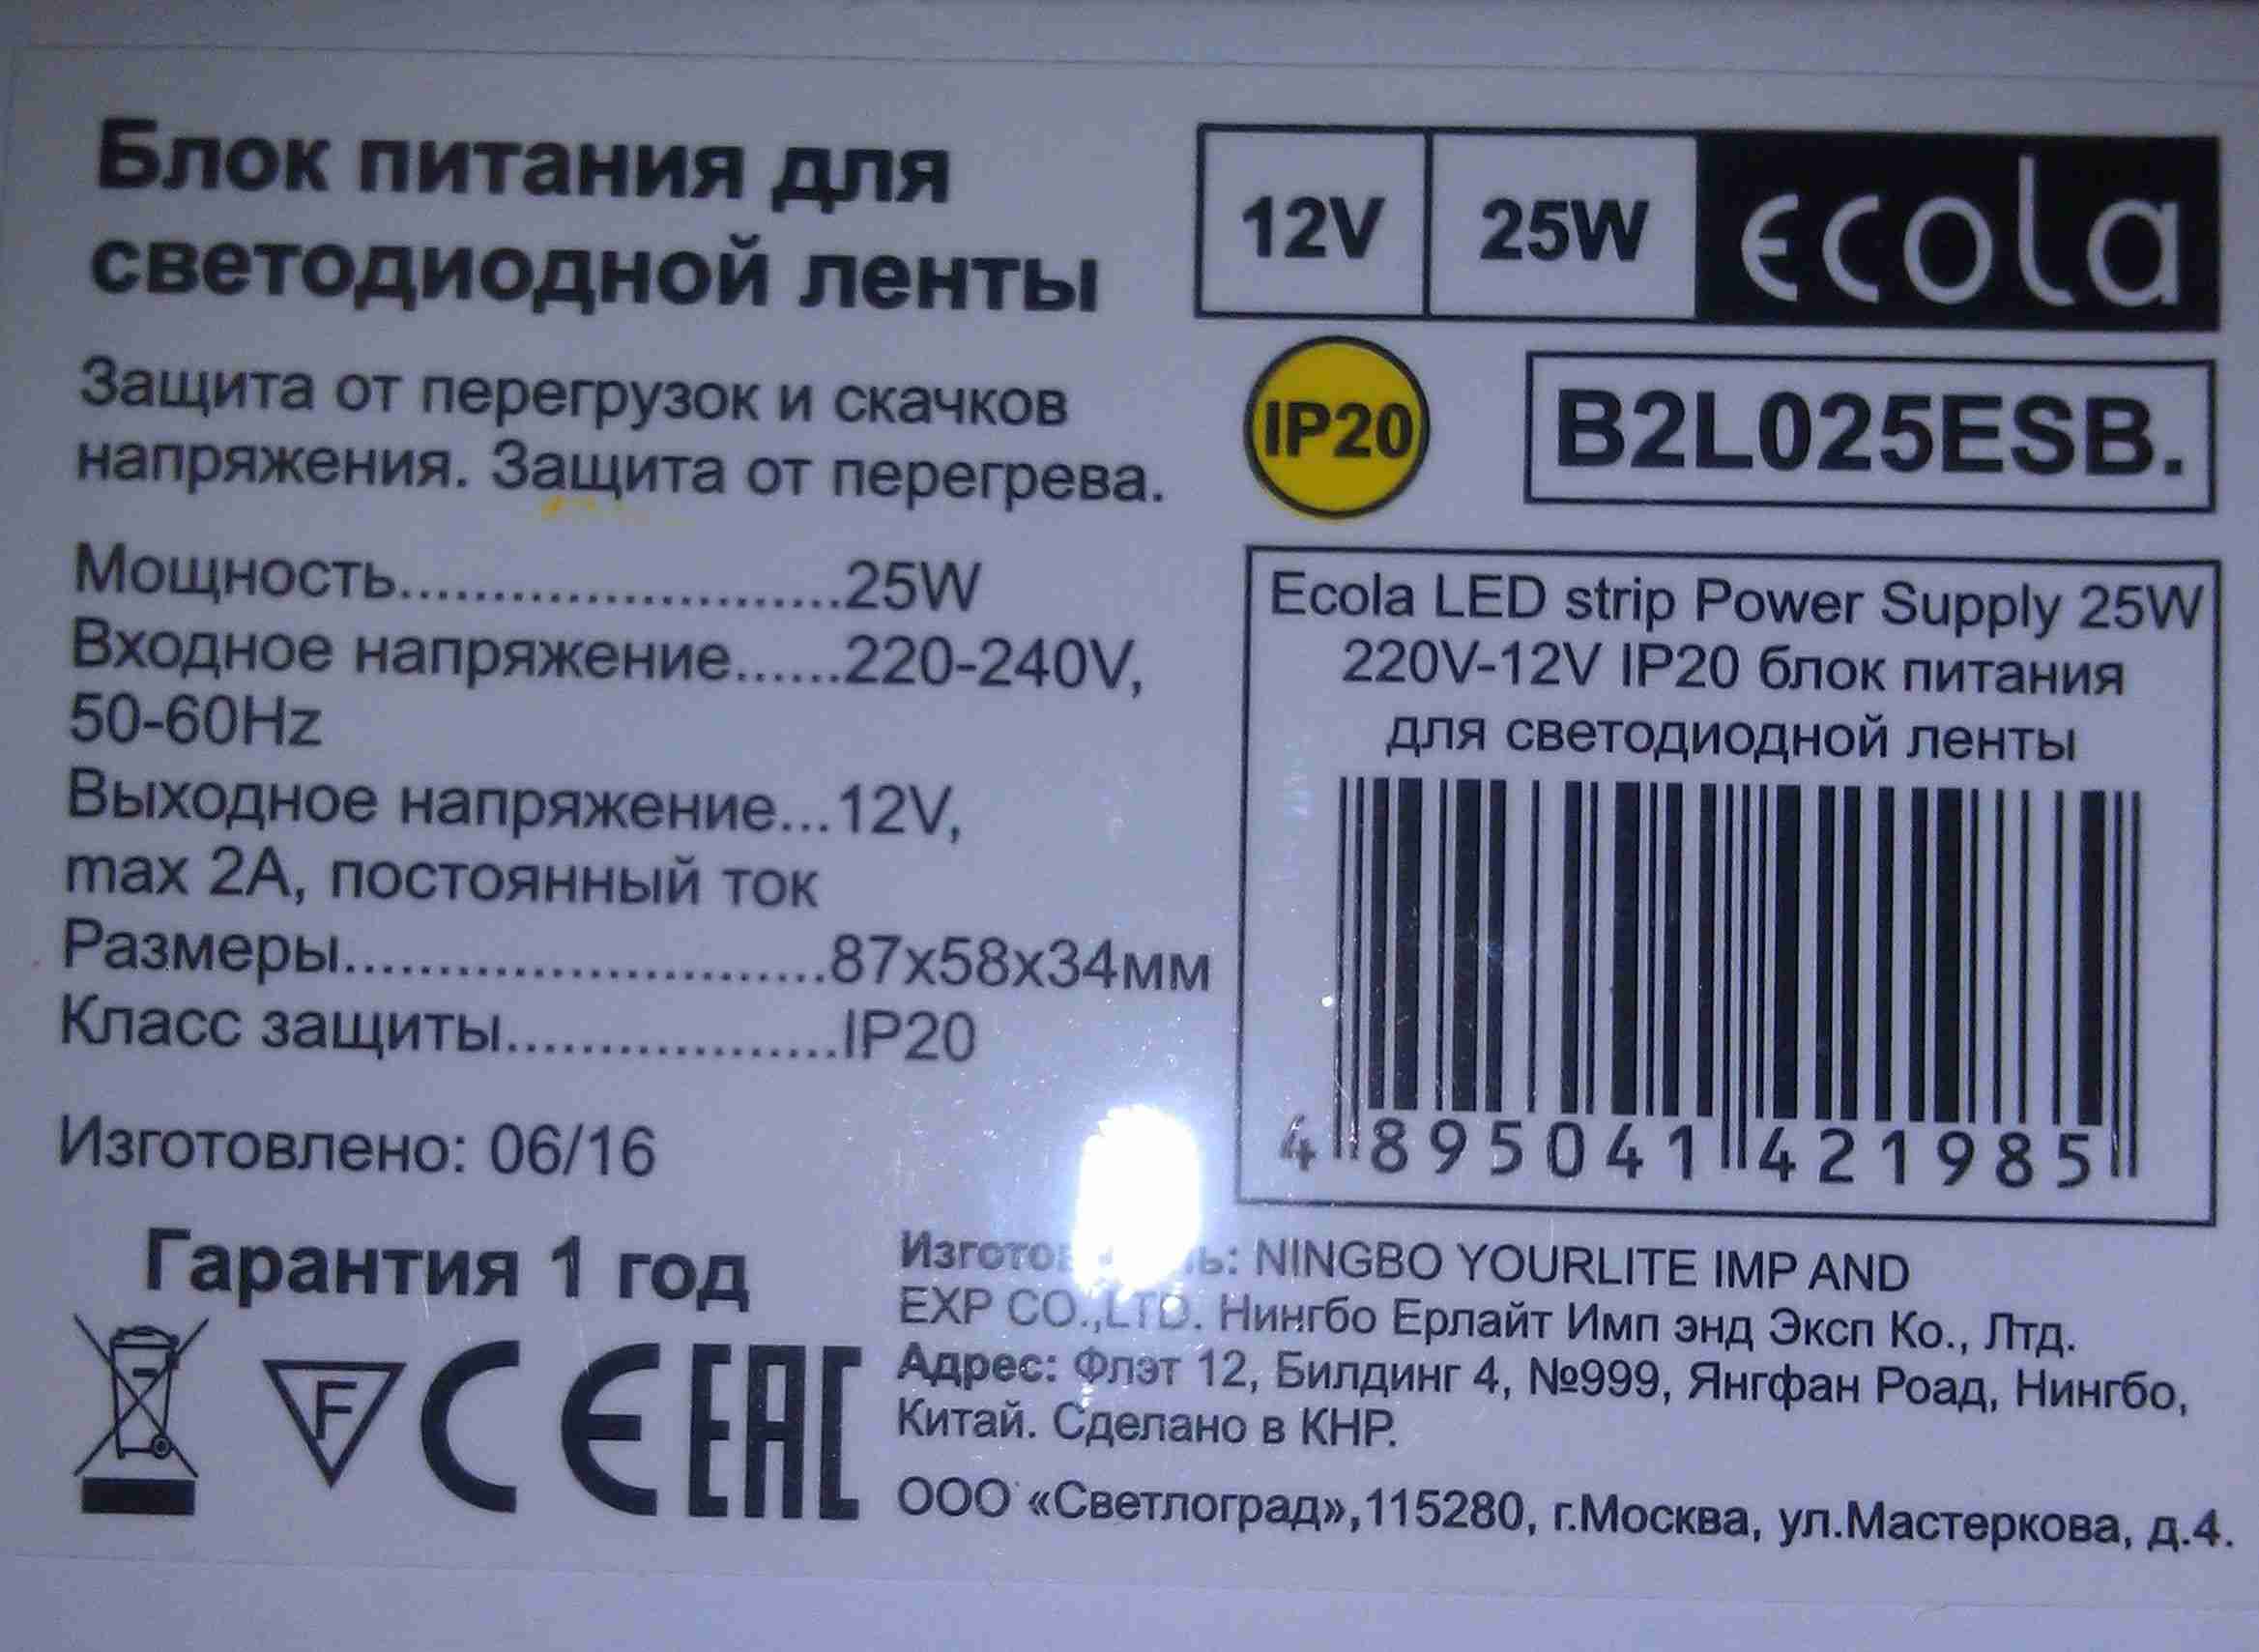 Блок питания для
светодиодной ленты
Защита от перегрузок и скачков
напряжения. Защита от перегрева.
Мощность........................25W
Входное напряжение......220-240V,
50-60Hz
Выходное напряжение...12V,
max 2A, постоянный ток
Размеры..........................87x58x34мм
Класс защиты..................IP20
Изготовлено: 06/16
Гарантия 1 год
F
CE
EAC
12V
25W
ecola
IP20
B2L025ESB.
Ecola LED strip Power Supply 25W
220V-12V IP20 блок питания
для светодиодной ленты
4 895041 421985
NINGBO YOURLITE IMP AND
EXP CO.,LTD. Нингбо Ерлайт Имп энд Эксп Ко., Лтд.
Адрес: Флэт 12, Билдинг 4, №999, Янгфан Роад, Нингбо,
Китай. Сделано в КНР.
ООО «Светлоград»,115280, г.Москва, ул.Мастеркова, д.4.